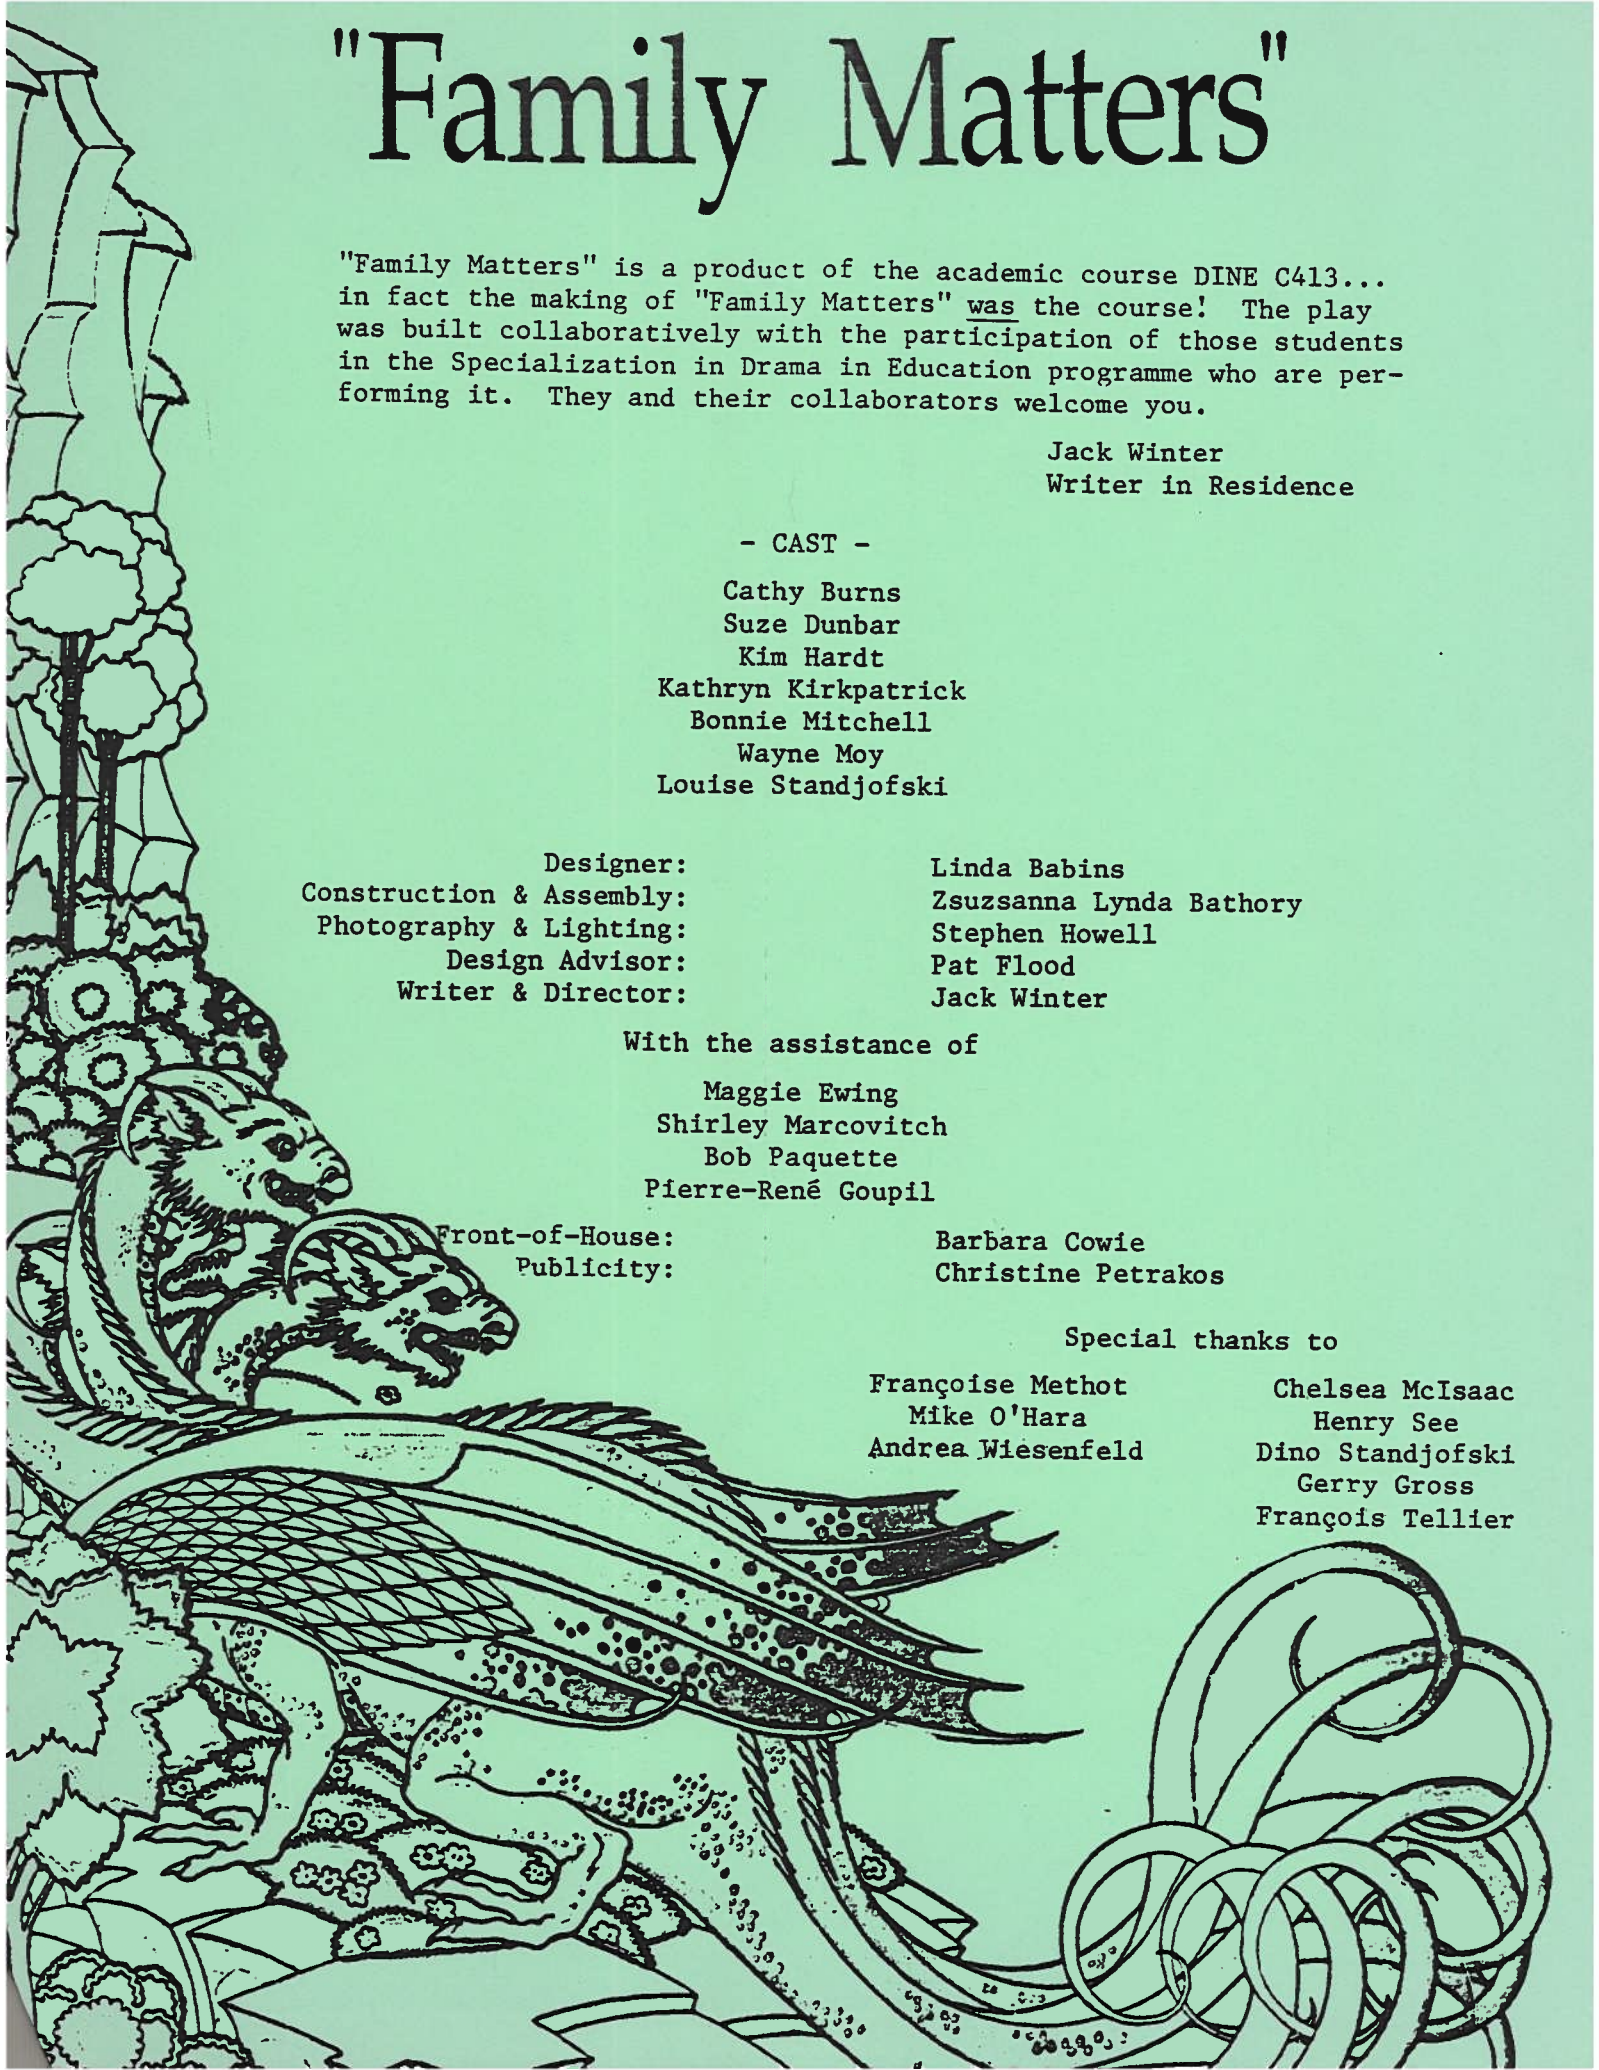 "Family Matters"
"Family Matters" is a product of the academic course DINE C413...
in fact the making of "Family Matters" was the course!  The play
was built collaboratively with the participation of those students
in the Specialization in Drama in Education programme who are per-
forming it.  They and their collaborators welcome you.
Jack Winter
Writer in Residence
- CAST -
Cathy Burns
Suze Dunbar
Kim Hardt
Kathryn Kirkpatrick
Bonnie Mitchell
Wayne Moy
Louise Standjofski
Designer: Linda Babins
Construction & Assembly: Zsuzsanna Lynda Bathory
Photography & Lighting: Stephen Howell
Design Advisor: Pat Flood
Writer & Director: Jack Winter
With the assistance of
Maggie Ewing
Shirley Marcovitch
Bob Paquette
Pierre-René Goupil
Front-of-House: Barbara Cowie
Publicity: Christine Petrakos
Special thanks to
Françoise Methot
Mike O'Hara
Andrea Wiesenfeld
Chelsea McIsaac
Henry See
Dino Standjofski
Gerry Gross
François Tellier